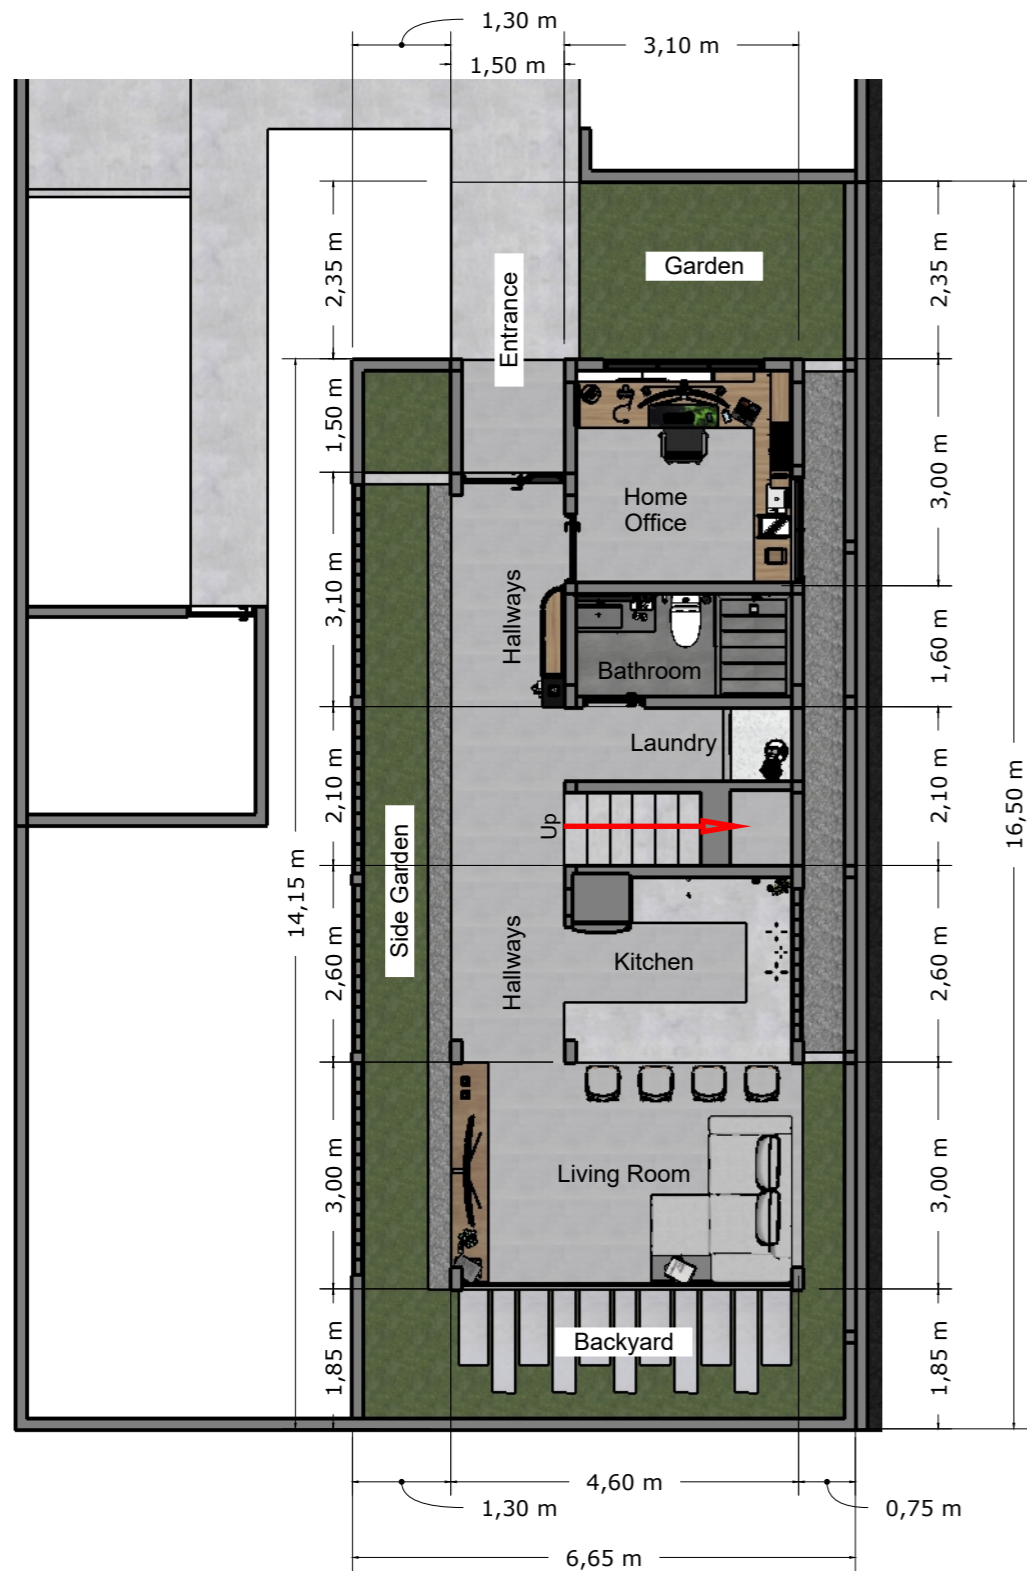 1,30 m
3,10 m
1,50 m
2,35 m
Entrance
Garden
2,35 m
1,50 m
Home
Office
3,00 m
3,10 m
Hallways
Bathroom
1,60 m
Laundry
2,10 m
Up
2,10 m
16,50 m
14,15 m
Side Garden
2,60 m
Hallways
Kitchen
2,60 m
3,00 m
Living Room
3,00 m
1,85 m
Backyard
1,85 m
4,60 m
1,30 m
0,75 m
6,65 m